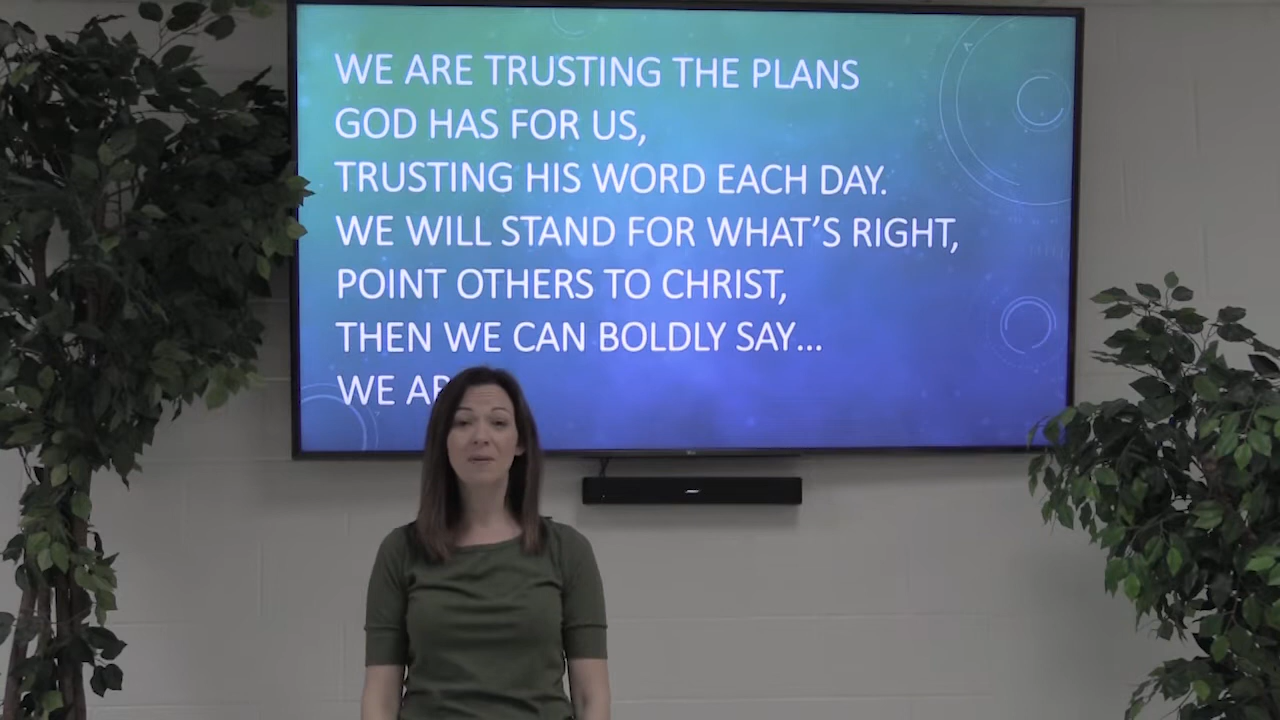 WE ARE TRUSTING THE PLANS
GOD HAS FOR US,
TRUSTING HIS WORD EACH DAY.
WE WILL STAND FOR WHAT’S RIGHT,
POINT OTHERS TO CHRIST,
THEN WE CAN BOLDLY SAY...
WE